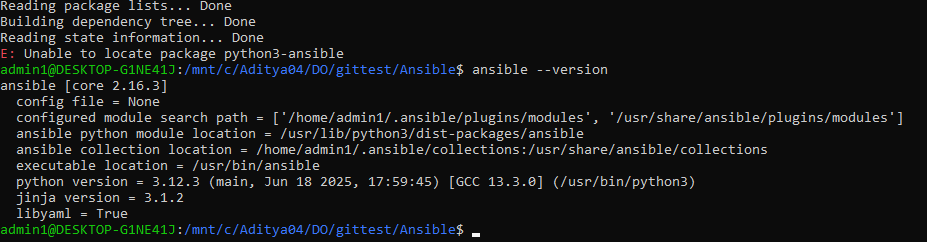 Reading package lists... Done
Building dependency tree... Done
Reading state information... Done
E: Unable to locate package python3-ansible
admin1@DESKTOP-G1NE41J:/mnt/c/Aditya04/DO/gittest/Ansible$ ansible --version
ansible [core 2.16.3]
  config file = None
  configured module search path = ['/home/admin1/.ansible/plugins/modules', '/usr/share/ansible/plugins/modules']
  ansible python module location = /usr/lib/python3/dist-packages/ansible
  ansible collection location = /home/admin1/.ansible/collections:/usr/share/ansible/collections
  executable location = /usr/bin/ansible
  python version = 3.12.3 (main, Jun 18 2025, 17:59:45) [GCC 13.3.0] (/usr/bin/python3)
  jinja version = 3.1.2
  libyaml = True
admin1@DESKTOP-G1NE41J:/mnt/c/Aditya04/DO/gittest/Ansible$